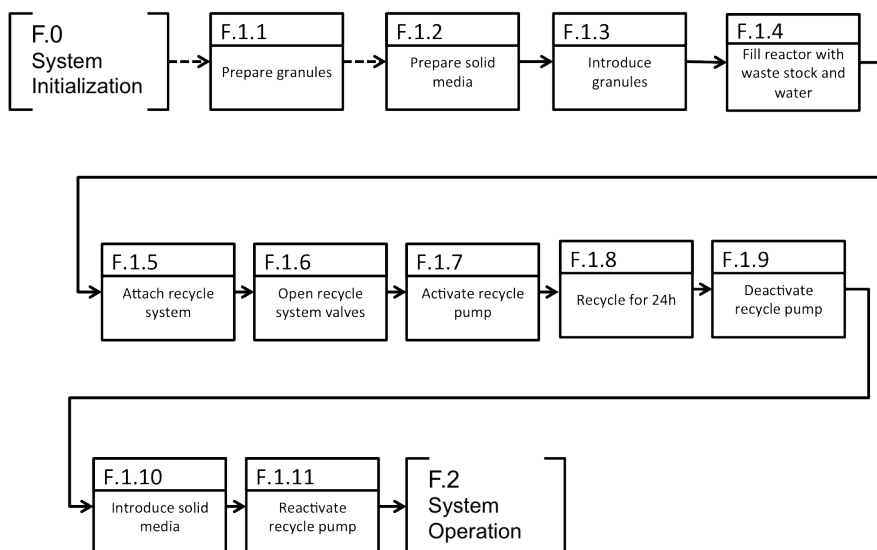 F.0
System
Initialization
F.1.1
Prepare granules
F.1.2
Prepare solid
media
F.1.3
Introduce
granules
F.1.4
Fill reactor with
waste stock and
water
F.1.5
Attach recycle
system
F.1.6
Open recycle
system valves
F.1.7
Activate recycle
pump
F.1.8
Recycle for 24h
F.1.9
Deactivate
recycle pump
F.1.10
Introduce solid
media
F.1.11
Reactivate
recycle pump
F.2
System
Operation